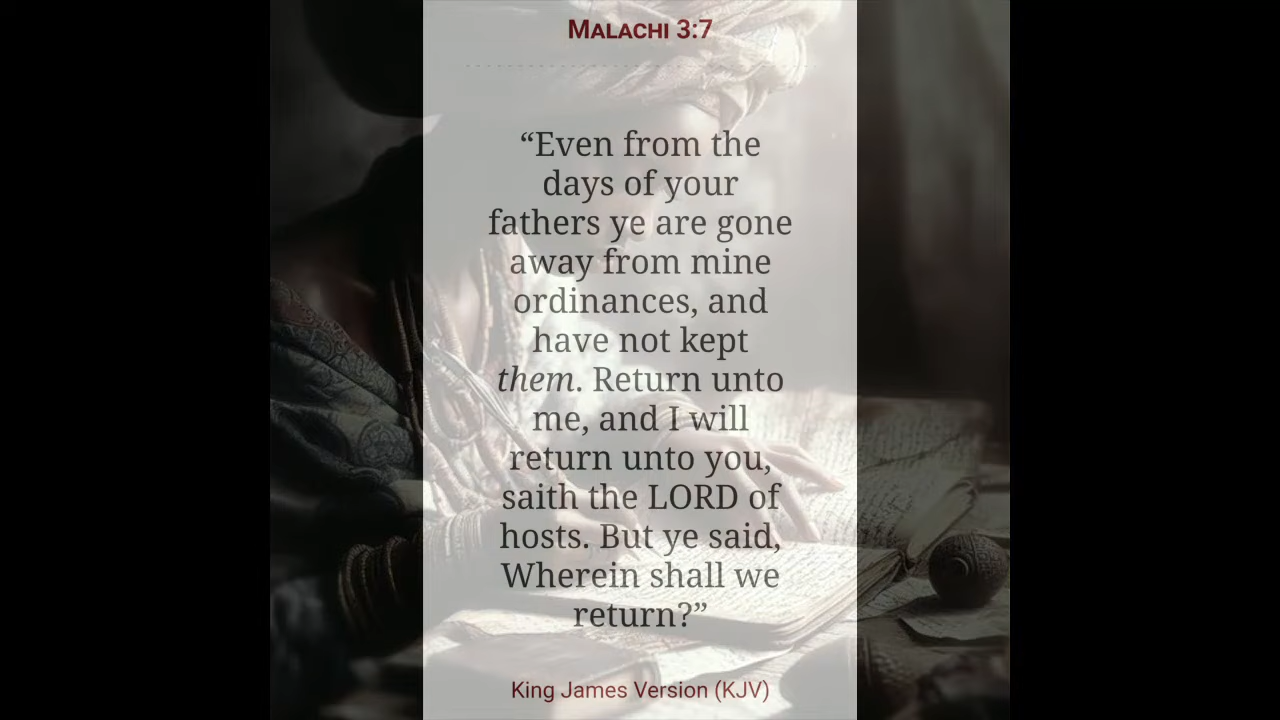 MALACHI 3:7
“Even from the
days of your
fathers ye are gone
away from mine
ordinances, and
have not kept
them. Return unto
me, and I will
return unto you,
saith the LORD of
hosts. But ye said,
Wherein shall we
return?”
King James Version (KJV)